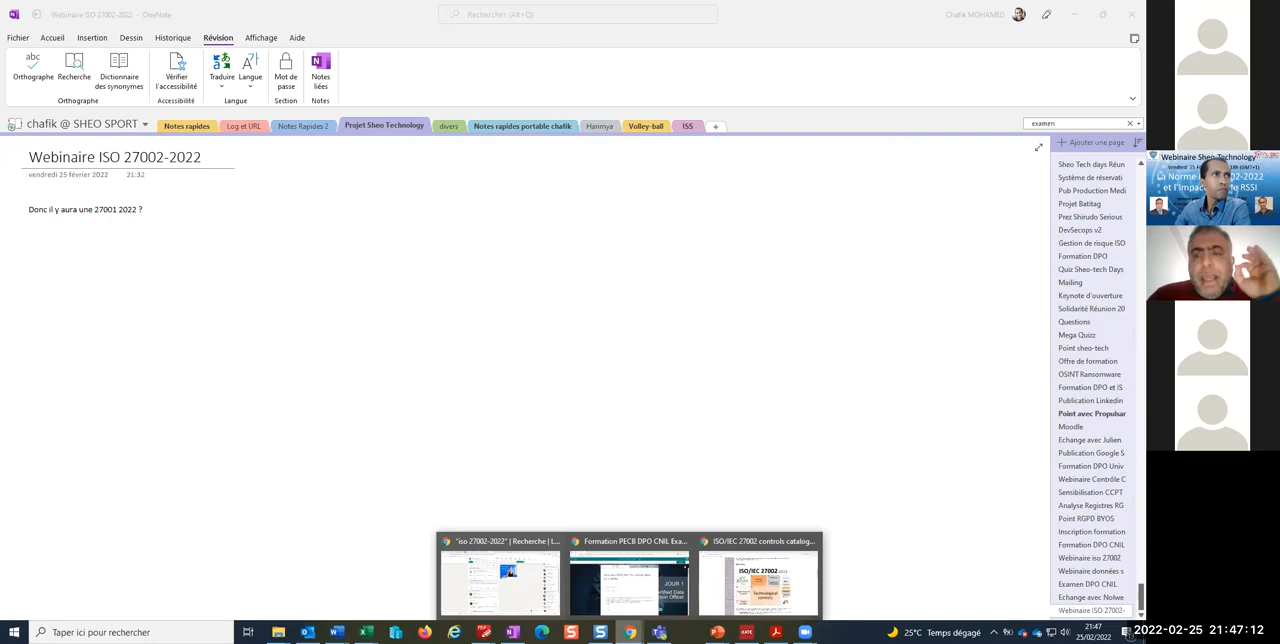 Webinaire ISO 27002-2022 - OneNote
Rechercher (Alt+Q)
Chafik MOHAMED
Fichier Accueil Insertion Dessin Historique Révision Affichage Aide
abc
Orthographe Recherche Dictionnaire des synonymes
Vérifier l'accessibilité
Traduire Langue
Mot de passe
Notes liées
Orthographe Accessibilité Langue Section Notes
chafik @ SHEO SPORT
Notes rapides Log et URL Notes Rapides 2 Projet Sheo Technology divers Notes rapides portable chafik Harimya Volley-ball ISS
examen
Webinaire ISO 27002-2022
vendredi 25 février 2022 21:32
Donc il y aura une 27001 2022 ?
Ajouter une page
Sheo Tech days Réun
Système de réservati
Pub Production Medi
Projet Batitag
Prez Shirudo Serious
DevSecops v2
Gestion de risque ISO
Formation DPO
Quiz Sheo-tech Days
Mailing
Keynote d'ouverture
Solidarité Réunion 20
Questions
Mega Quizz
Point sheo-tech
Offre de formation
OSINT Ransomware
Formation DPO et IS
Publication Linkedin
Point avec Propulsar
Moodle
Echange avec Julien
Publication Google S
Formation DPO Univ
Webinaire Contrôle C
Sensibilisation CCPT
Analyse Registres RG
Point RGPD BYOS
Inscription formation
Formation DPO CNIL
Webinaire iso 27002
Webinaire données s
Examen DPO CNIL
Echange avec Nolwe
Webinaire ISO 27002-
Webinaire Sheo Technology
"iso 27002-2022" | Recherche | L...
Formation PECB DPO CNIL Exa...
ISO/IEC 27002 controls catalog...
JOUR 1
ISO/IEC 27002
Technological controls
Taper ici pour rechercher
25°C Temps dégagé
21:47
25/02/2022
2022-02-25 21:47:12